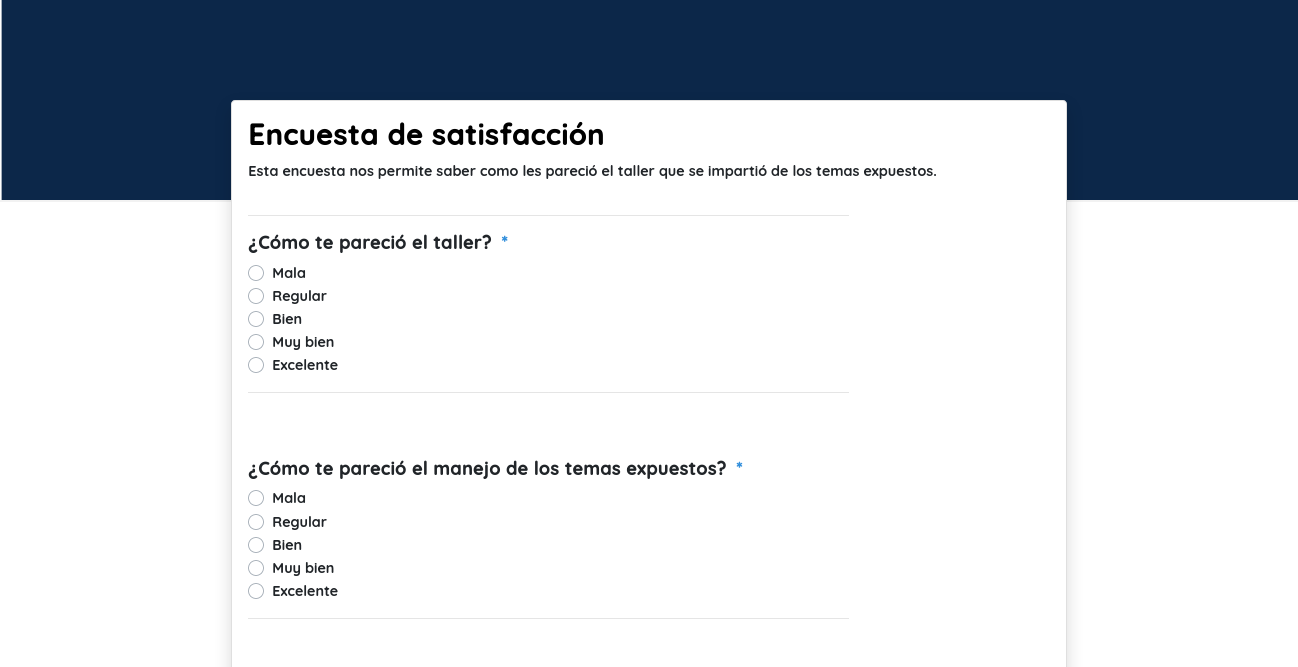 Encuesta de satisfacción
Esta encuesta nos permite saber como les pareció el taller que se impartió de los temas expuestos.
¿Cómo te pareció el taller? *
Mala
Regular
Bien
Muy bien
Excelente
¿Cómo te pareció el manejo de los temas expuestos? *
Mala
Regular
Bien
Muy bien
Excelente